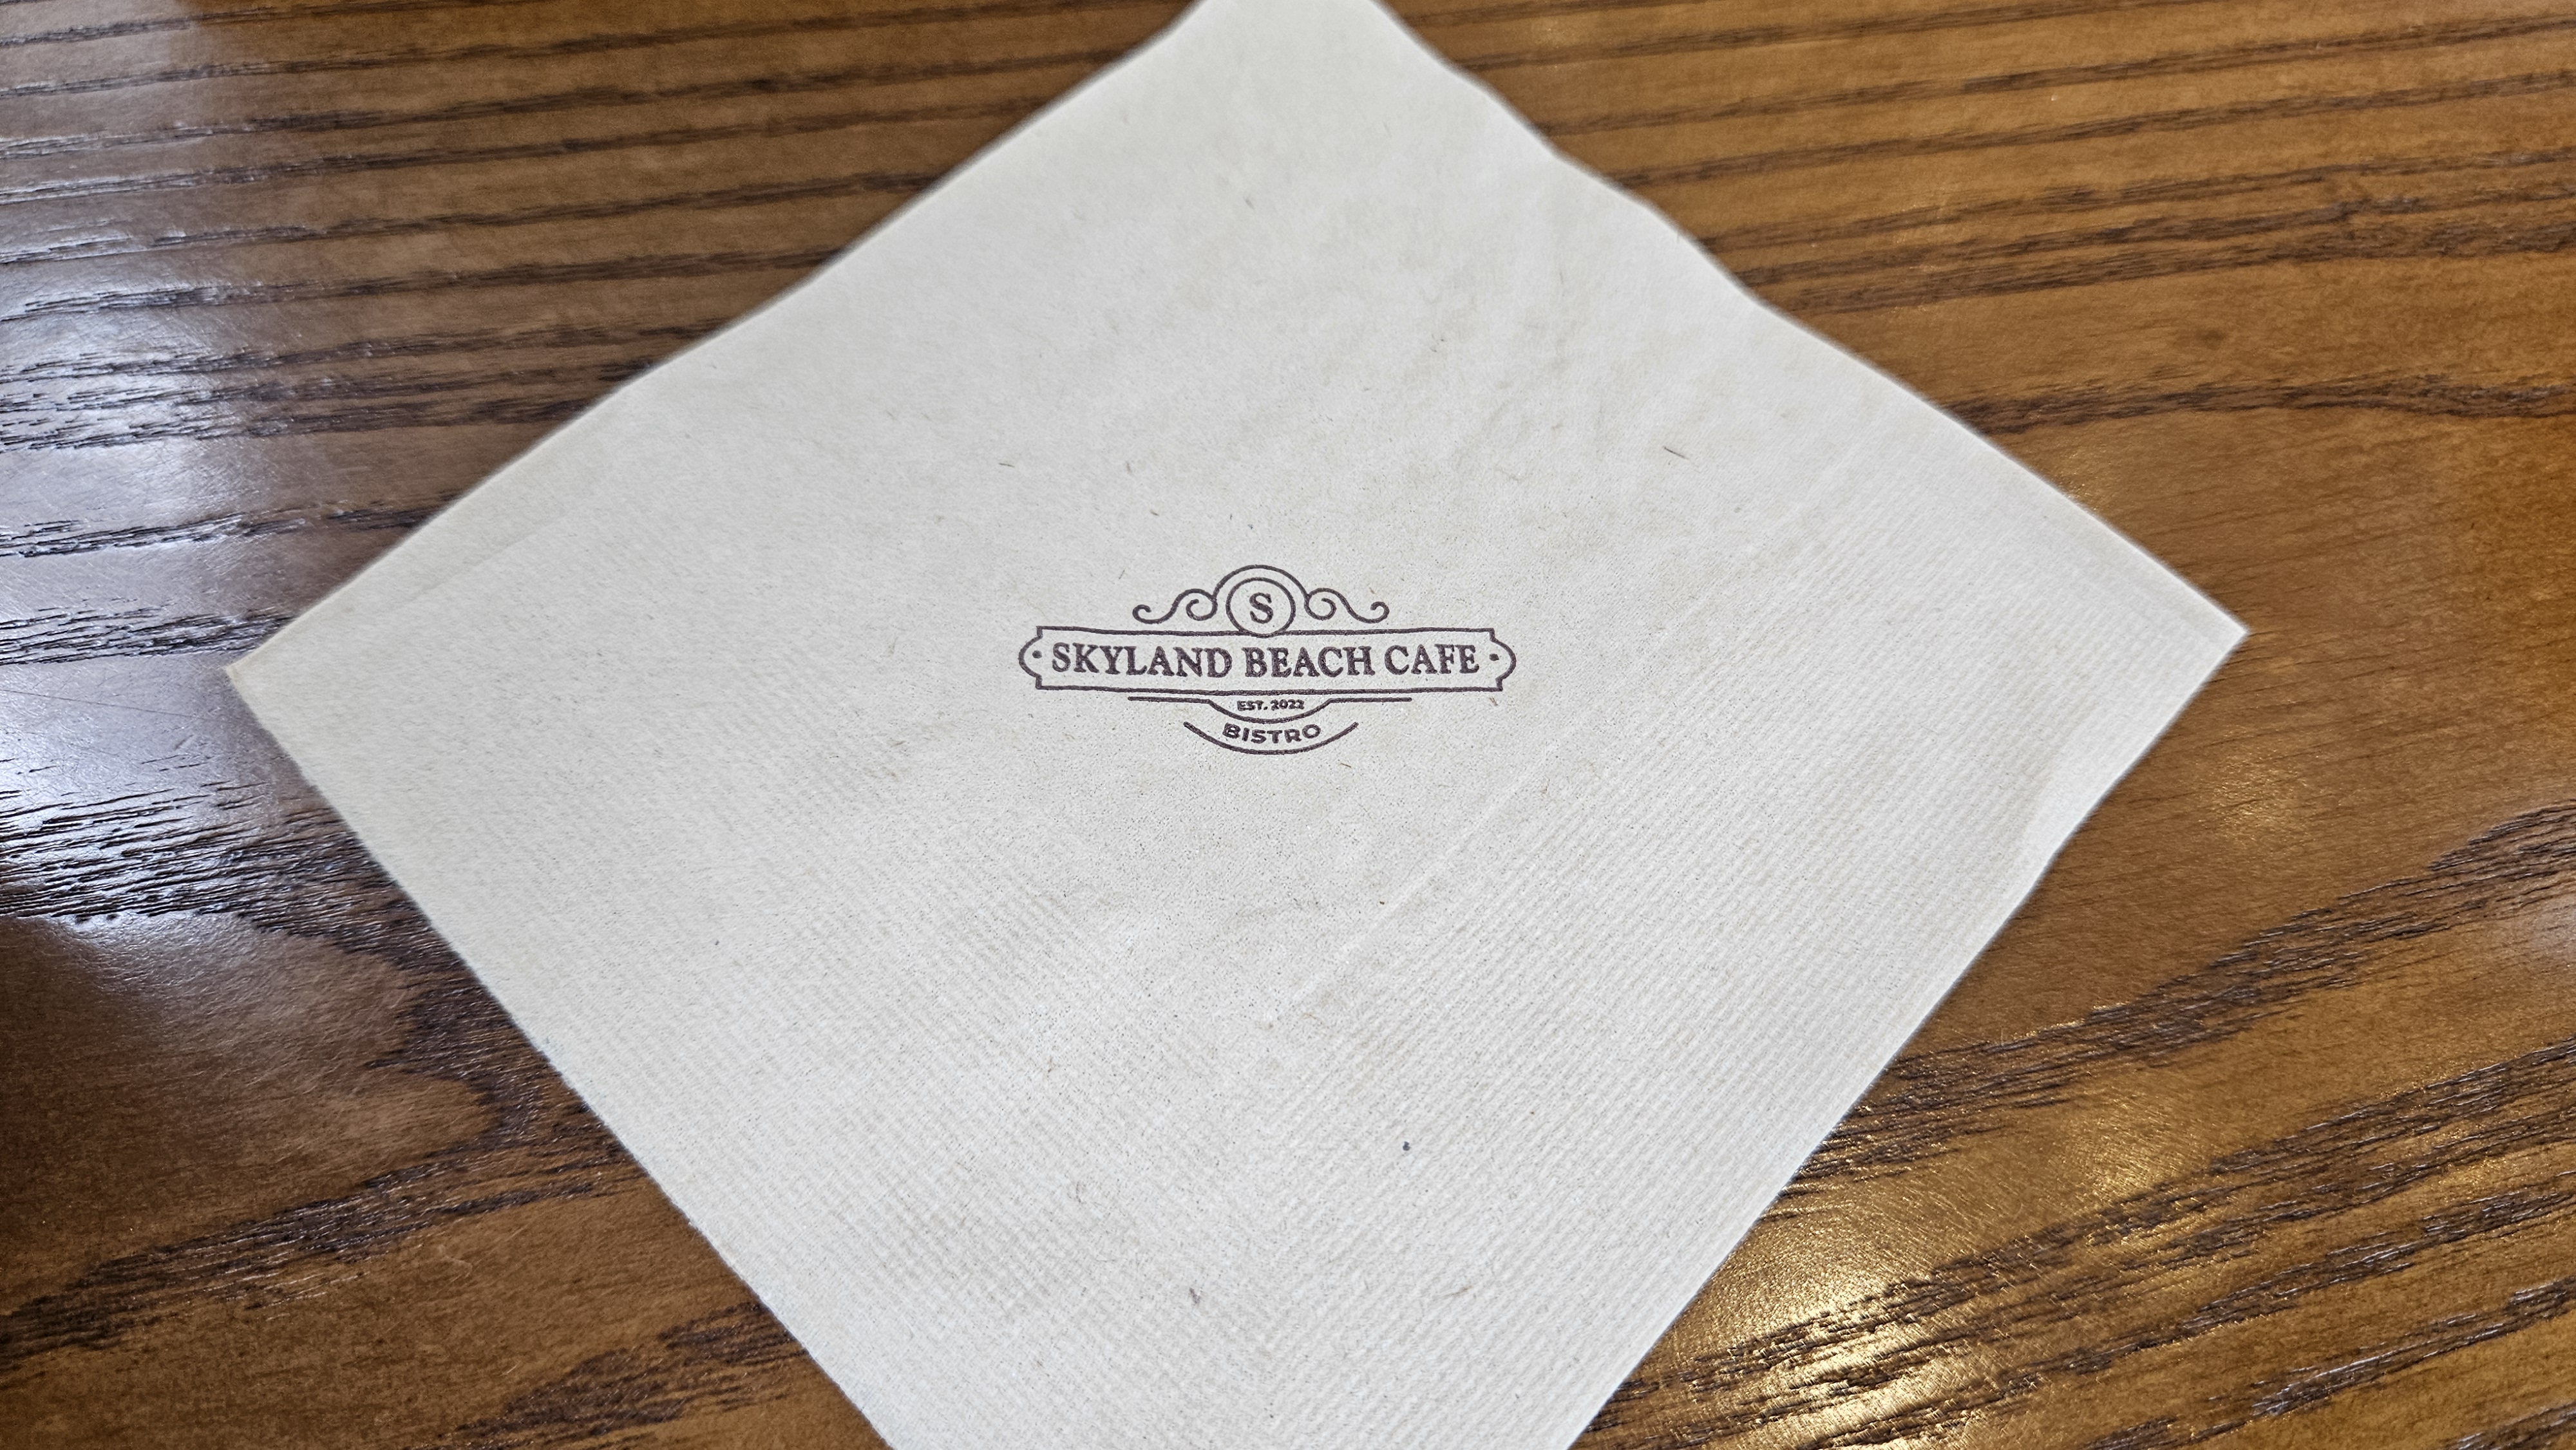 S
SKYLAND BEACH CAFE
EST. 2022
BISTRO